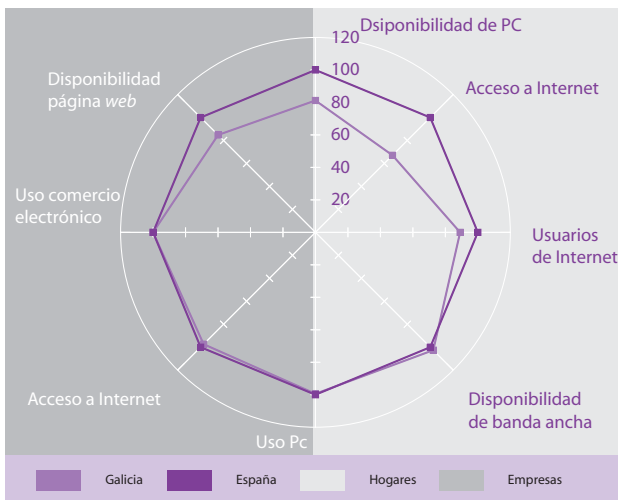 Dsiponibilidad de PC
120
100
80
60
40
20
Acceso a Internet
Usuarios
de Internet
Disponibilidad
de banda ancha
Uso Pc
Acceso a Internet
Uso comercio
electrónico
Disponibilidad
página web
Galicia
España
Hogares
Empresas